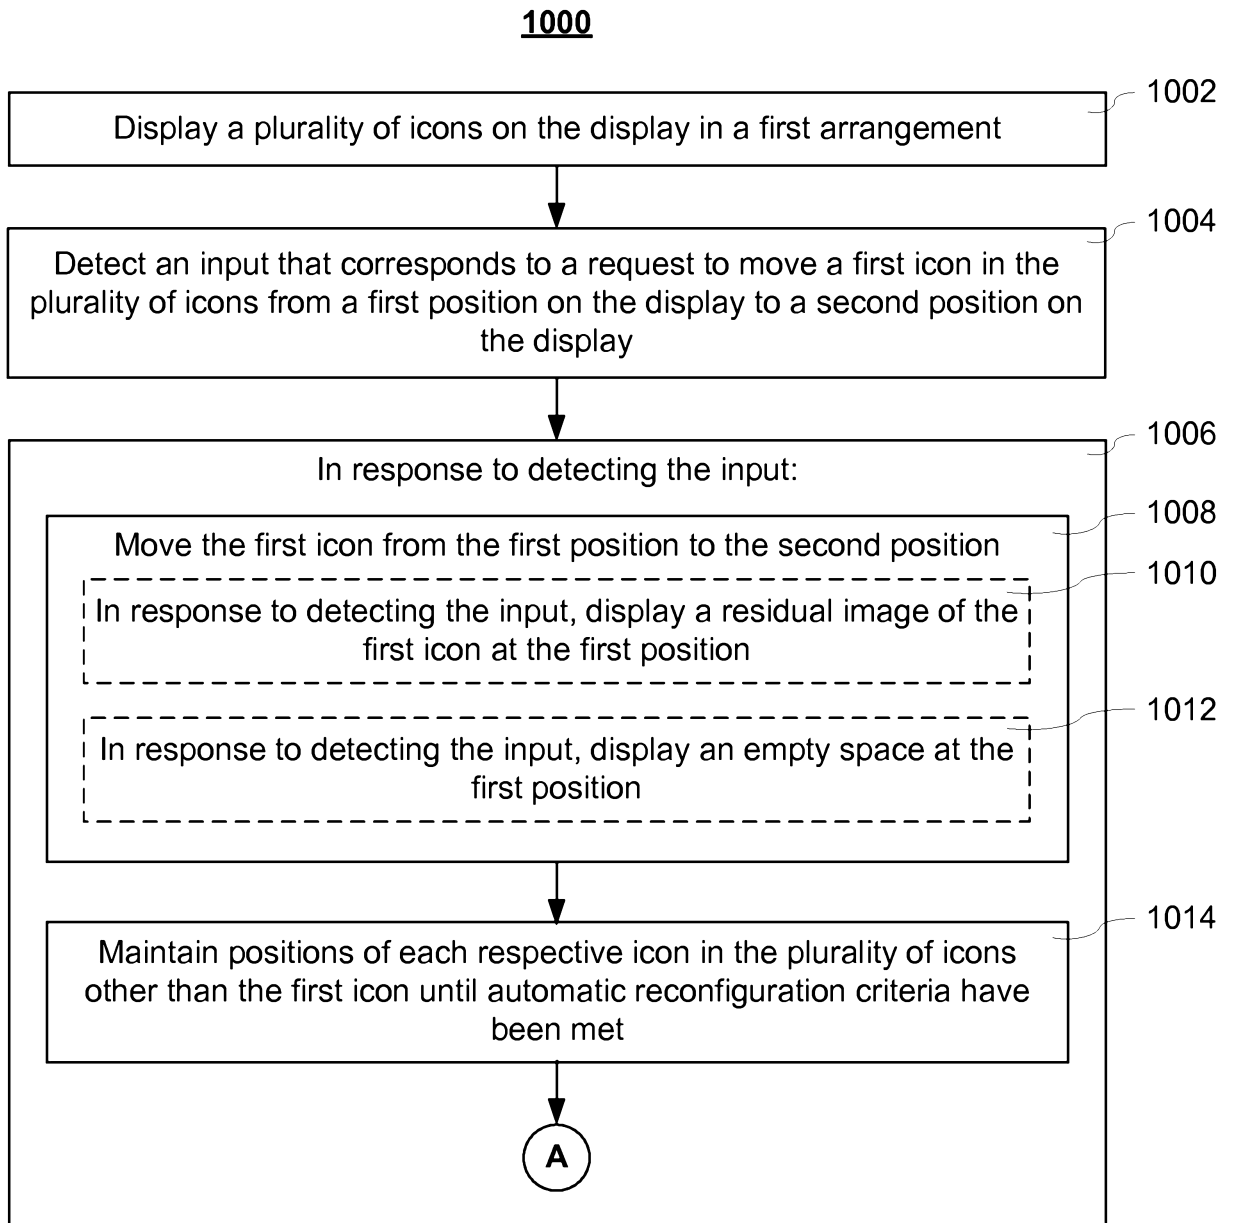 1000
1002
Display a plurality of icons on the display in a first arrangement
1004
Detect an input that corresponds to a request to move a first icon in the
plurality of icons from a first position on the display to a second position on
the display
1006
In response to detecting the input:
1008
Move the first icon from the first position to the second position
1010
In response to detecting the input, display a residual image of the
first icon at the first position
1012
In response to detecting the input, display an empty space at the
first position
1014
Maintain positions of each respective icon in the plurality of icons
other than the first icon until automatic reconfiguration criteria have
been met
A